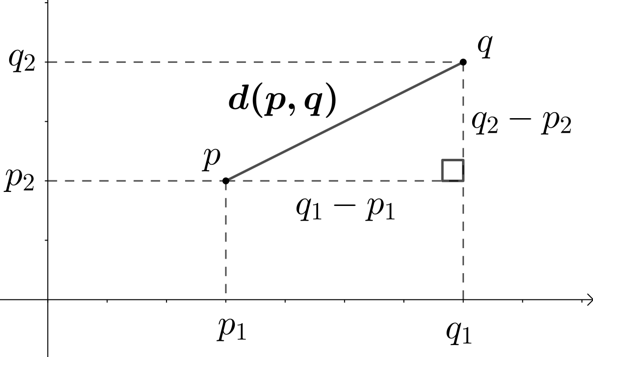 q₂
q
d(p, q)
q₂ − p₂
p
p₂
q₁ − p₁
p₁
q₁